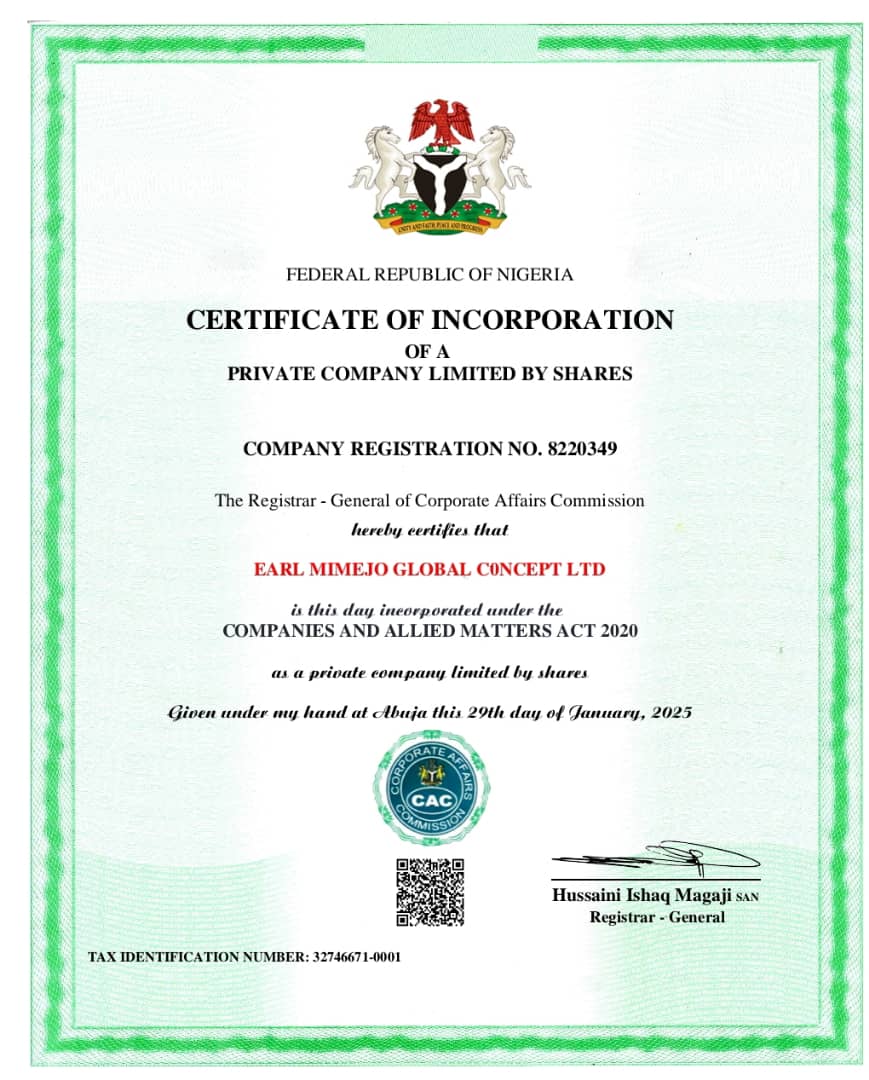 UNITY AND FAITH, PEACE AND PROGRESS
FEDERAL REPUBLIC OF NIGERIA
CERTIFICATE OF INCORPORATION
OF A
PRIVATE COMPANY LIMITED BY SHARES
COMPANY REGISTRATION NO. 8220349
The Registrar - General of Corporate Affairs Commission
hereby certifies that
EARL MIMEJO GLOBAL C0NCEPT LTD
is this day incorporated under the
COMPANIES AND ALLIED MATTERS ACT 2020
as a private company limited by shares
Given under my hand at Abuja this 29th day of January, 2025
CORPORATE AFFAIRS
CAC
COMMISSION
Hussaini Ishaq Magaji SAN
Registrar - General
TAX IDENTIFICATION NUMBER: 32746671-0001